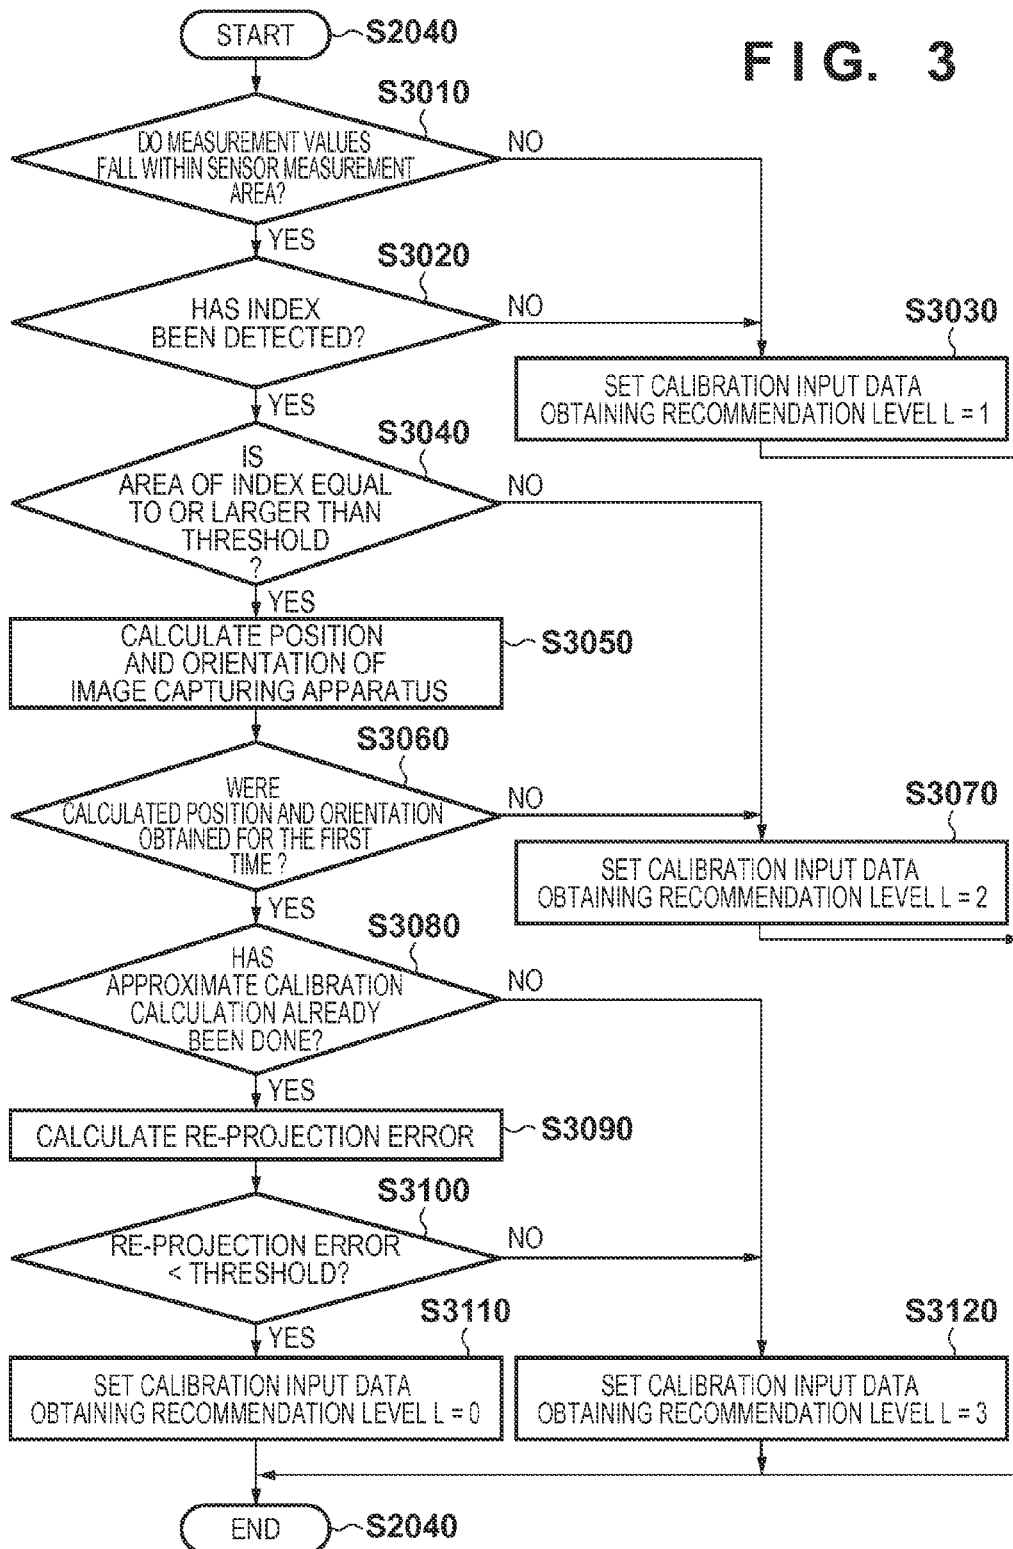 START
S2040
FIG. 3
S3010
DO MEASUREMENT VALUES
FALL WITHIN SENSOR MEASUREMENT
AREA?
NO
YES
S3020
HAS INDEX
BEEN DETECTED?
NO
S3030
SET CALIBRATION INPUT DATA
OBTAINING RECOMMENDATION LEVEL L = 1
YES
S3040
IS
AREA OF INDEX EQUAL
TO OR LARGER THAN
THRESHOLD
?
NO
YES
CALCULATE POSITION
AND ORIENTATION OF
IMAGE CAPTURING APPARATUS
S3050
S3060
WERE
CALCULATED POSITION AND ORIENTATION
OBTAINED FOR THE FIRST
TIME ?
NO
S3070
SET CALIBRATION INPUT DATA
OBTAINING RECOMMENDATION LEVEL L = 2
YES
S3080
HAS
APPROXIMATE CALIBRATION
CALCULATION ALREADY
BEEN DONE?
NO
YES
CALCULATE RE-PROJECTION ERROR
S3090
S3100
RE-PROJECTION ERROR
< THRESHOLD?
NO
YES
S3110
SET CALIBRATION INPUT DATA
OBTAINING RECOMMENDATION LEVEL L = 0
S3120
SET CALIBRATION INPUT DATA
OBTAINING RECOMMENDATION LEVEL L = 3
END
S2040